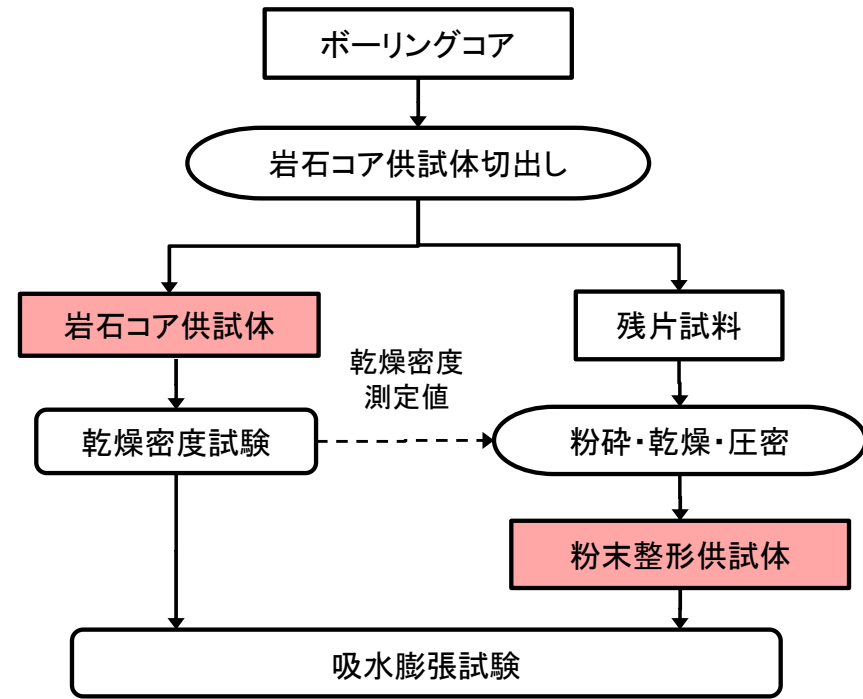 ボーリングコア
岩石コア供試体切出し
岩石コア供試体
残片試料
乾燥密度
測定値
乾燥密度試験
粉砕・乾燥・圧密
粉末整形供試体
吸水膨張試験